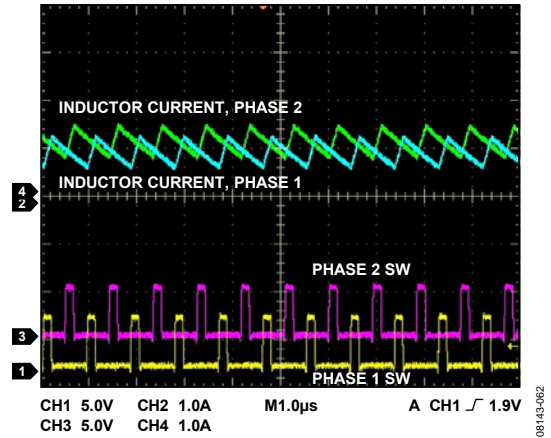 INDUCTOR CURRENT, PHASE 2
INDUCTOR CURRENT, PHASE 1
4
2
PHASE 2 SW
3
1
PHASE 1 SW
CH1 5.0V CH2 1.0A M1.0µs A CH1 1.9V
CH3 5.0V CH4 1.0A
08143-062